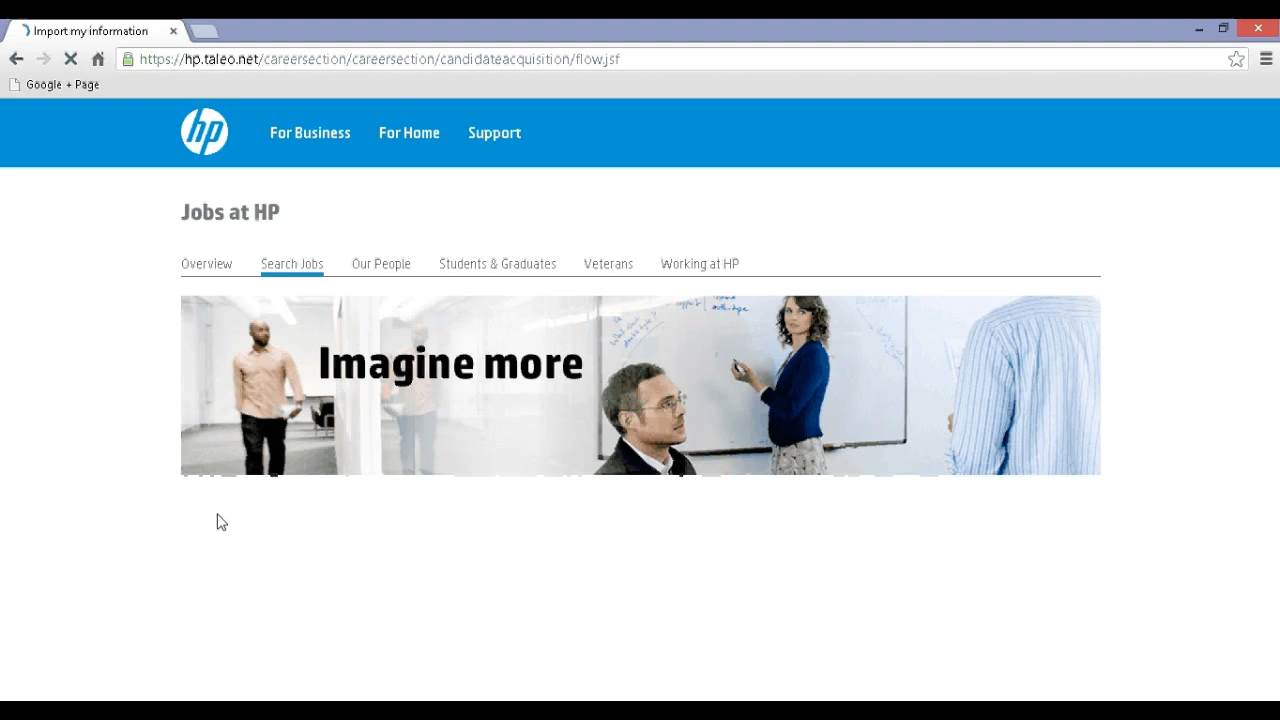 Import my information
https://hp.taleo.net/careersection/careersection/candidateacquisition/flow.jsf
Google + Page
hp
For Business
For Home
Support
Jobs at HP
Overview
Search Jobs
Our People
Students & Graduates
Veterans
Working at HP
Imagine more